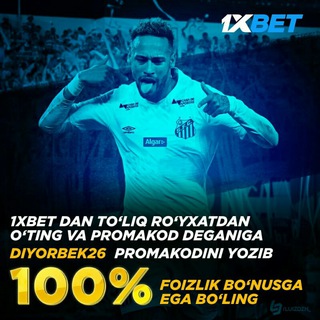 1XBET
Algar
1XBET DAN TO'LIQ RO'YXATDAN
O'TING VA PROMAKOD DEGANIGA
DIYORBEK26 PROMAKODINI YOZIB
100% FOIZLIK BO'NUSGA
EGA BO'LING